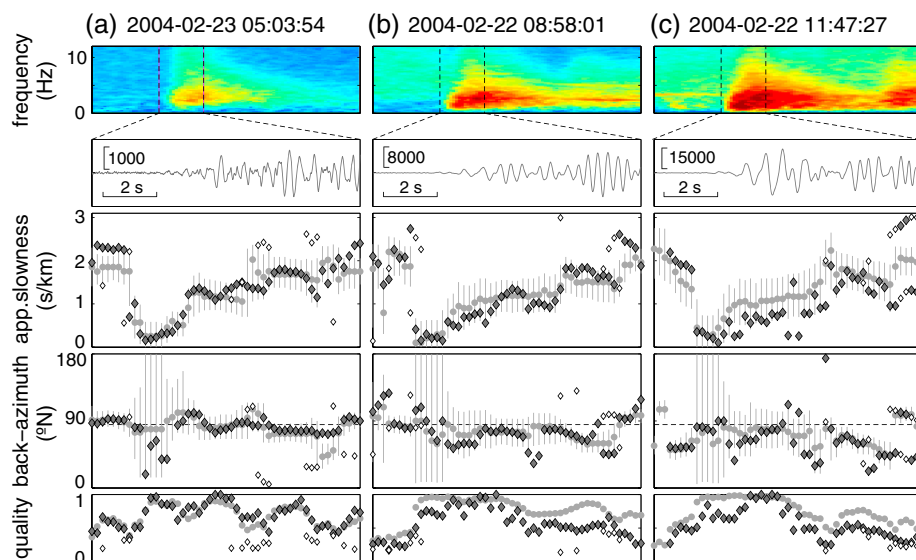 (a) 2004-02-23 05:03:54
(b) 2004-02-22 08:58:01
(c) 2004-02-22 11:47:27
frequency
(Hz)
10
0
1000
2 s
8000
2 s
15000
2 s
app.slowness
(s/km)
3
2
1
0
back-azimuth
(ºN)
180
90
0
quality
1
0